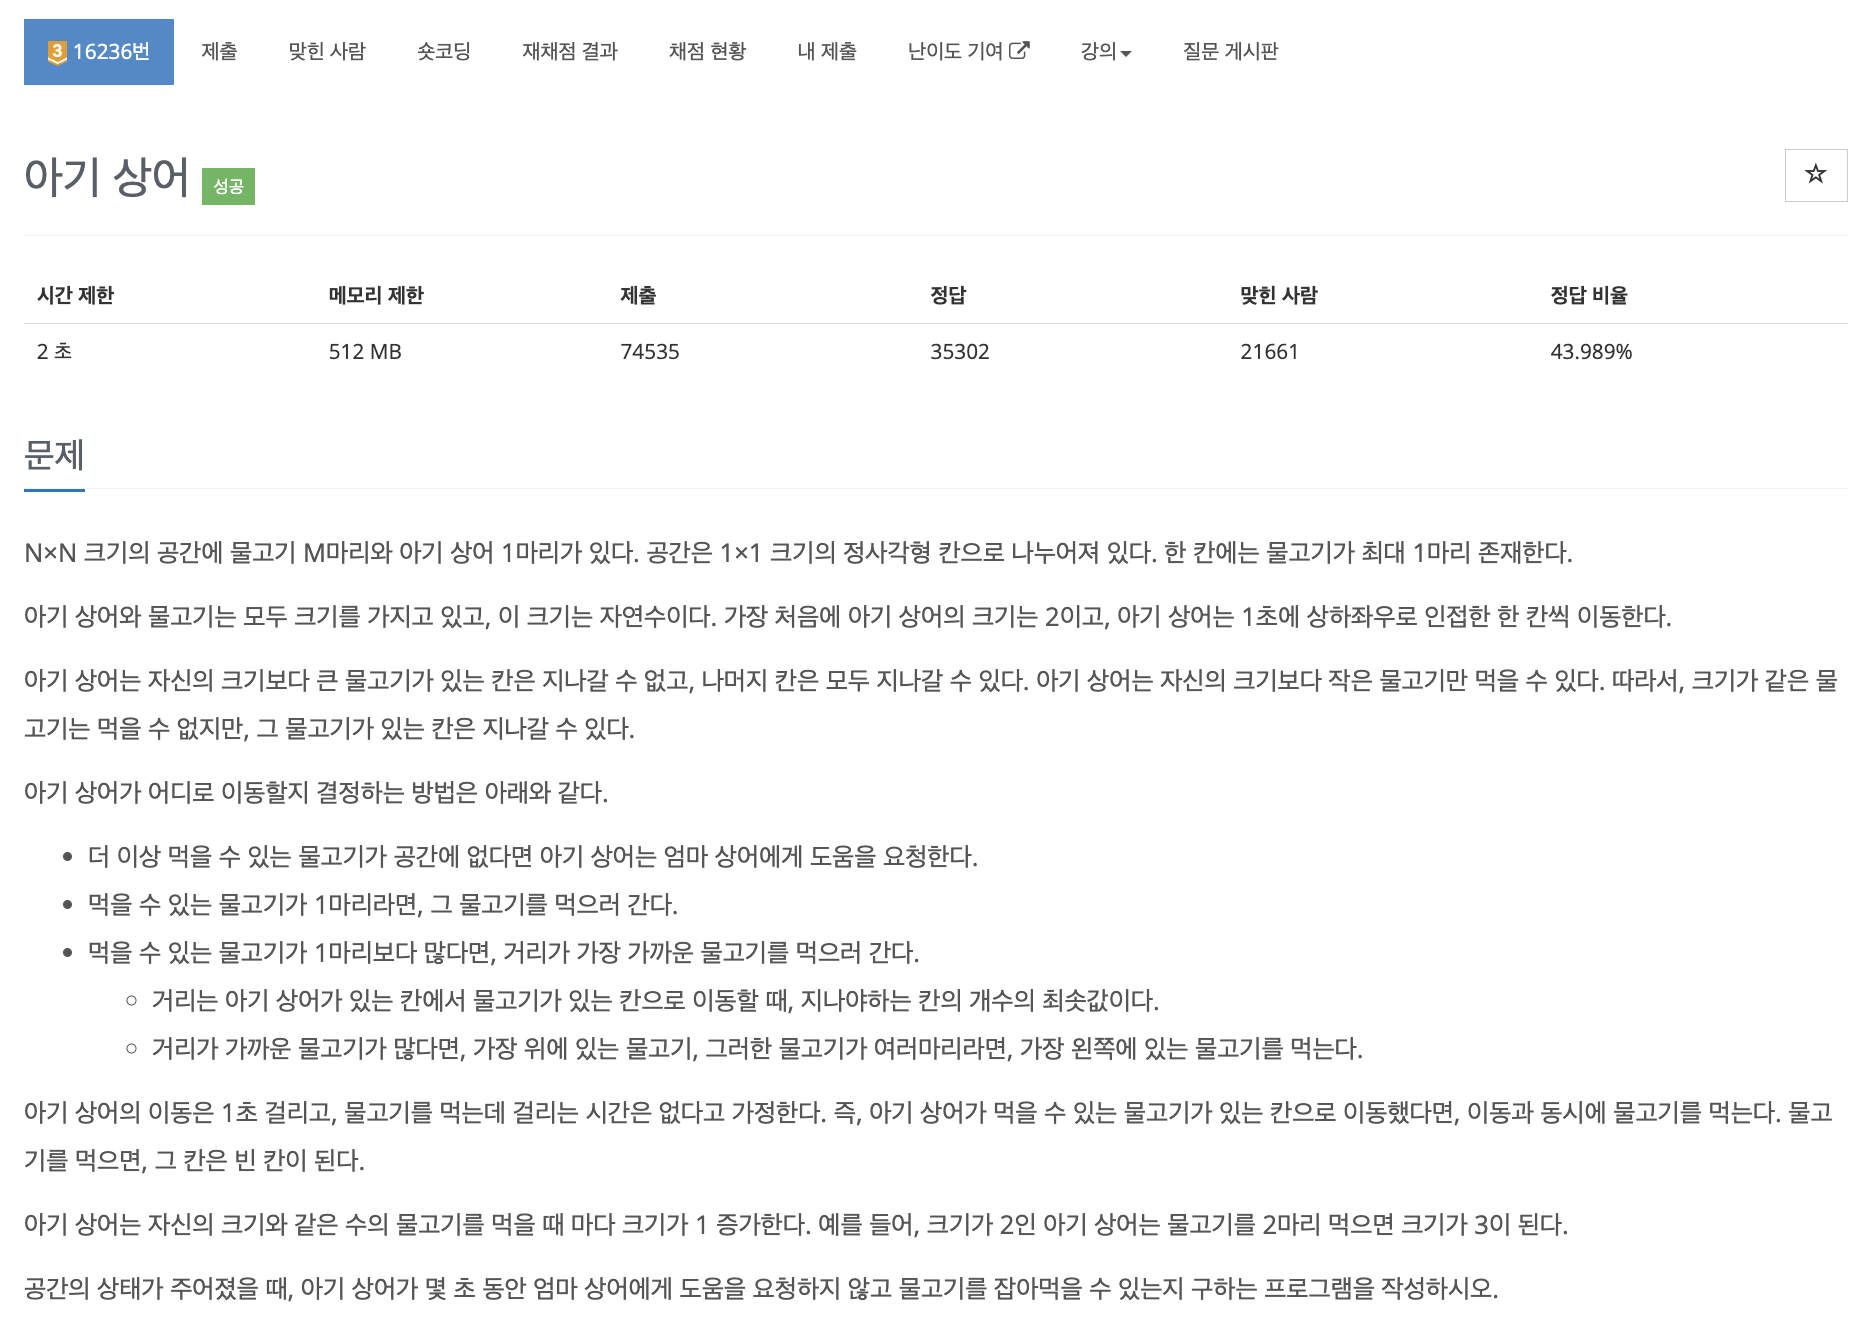 3 16236번 제출 맞힌 사람 숏코딩 재채점 결과 채점 현황 내 제출 난이도 기여 강의 질문 게시판
아기 상어 성공
시간 제한 메모리 제한 제출 정답 맞힌 사람 정답 비율
2 초 512 MB 74535 35302 21661 43.989%
문제
N×N 크기의 공간에 물고기 M마리와 아기 상어 1마리가 있다. 공간은 1×1 크기의 정사각형 칸으로 나누어져 있다. 한 칸에는 물고기가 최대 1마리 존재한다.
아기 상어와 물고기는 모두 크기를 가지고 있고, 이 크기는 자연수이다. 가장 처음에 아기 상어의 크기는 2이고, 아기 상어는 1초에 상하좌우로 인접한 한 칸씩 이동한다.
아기 상어는 자신의 크기보다 큰 물고기가 있는 칸은 지나갈 수 없고, 나머지 칸은 모두 지나갈 수 있다. 아기 상어는 자신의 크기보다 작은 물고기만 먹을 수 있다. 따라서, 크기가 같은 물
고기는 먹을 수 없지만, 그 물고기가 있는 칸은 지나갈 수 있다.
아기 상어가 어디로 이동할지 결정하는 방법은 아래와 같다.
• 더 이상 먹을 수 있는 물고기가 공간에 없다면 아기 상어는 엄마 상어에게 도움을 요청한다.
• 먹을 수 있는 물고기가 1마리라면, 그 물고기를 먹으러 간다.
• 먹을 수 있는 물고기가 1마리보다 많다면, 거리가 가장 가까운 물고기를 먹으러 간다.
○ 거리는 아기 상어가 있는 칸에서 물고기가 있는 칸으로 이동할 때, 지나야하는 칸의 개수의 최솟값이다.
○ 거리가 가까운 물고기가 많다면, 가장 위에 있는 물고기, 그러한 물고기가 여러마리라면, 가장 왼쪽에 있는 물고기를 먹는다.
아기 상어의 이동은 1초 걸리고, 물고기를 먹는데 걸리는 시간은 없다고 가정한다. 즉, 아기 상어가 먹을 수 있는 물고기가 있는 칸으로 이동했다면, 이동과 동시에 물고기를 먹는다. 물고
기를 먹으면, 그 칸은 빈 칸이 된다.
아기 상어는 자신의 크기와 같은 수의 물고기를 먹을 때 마다 크기가 1 증가한다. 예를 들어, 크기가 2인 아기 상어는 물고기를 2마리 먹으면 크기가 3이 된다.
공간의 상태가 주어졌을 때, 아기 상어가 몇 초 동안 엄마 상어에게 도움을 요청하지 않고 물고기를 잡아먹을 수 있는지 구하는 프로그램을 작성하시오.